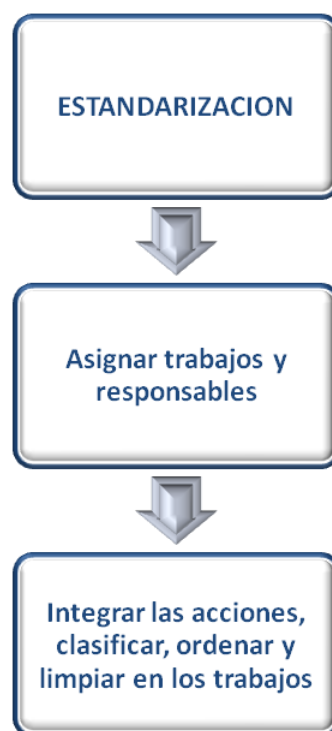 ESTANDARIZACION
Asignar trabajos y
responsables
Integrar las acciones,
clasificar, ordenar y
limpiar en los trabajos